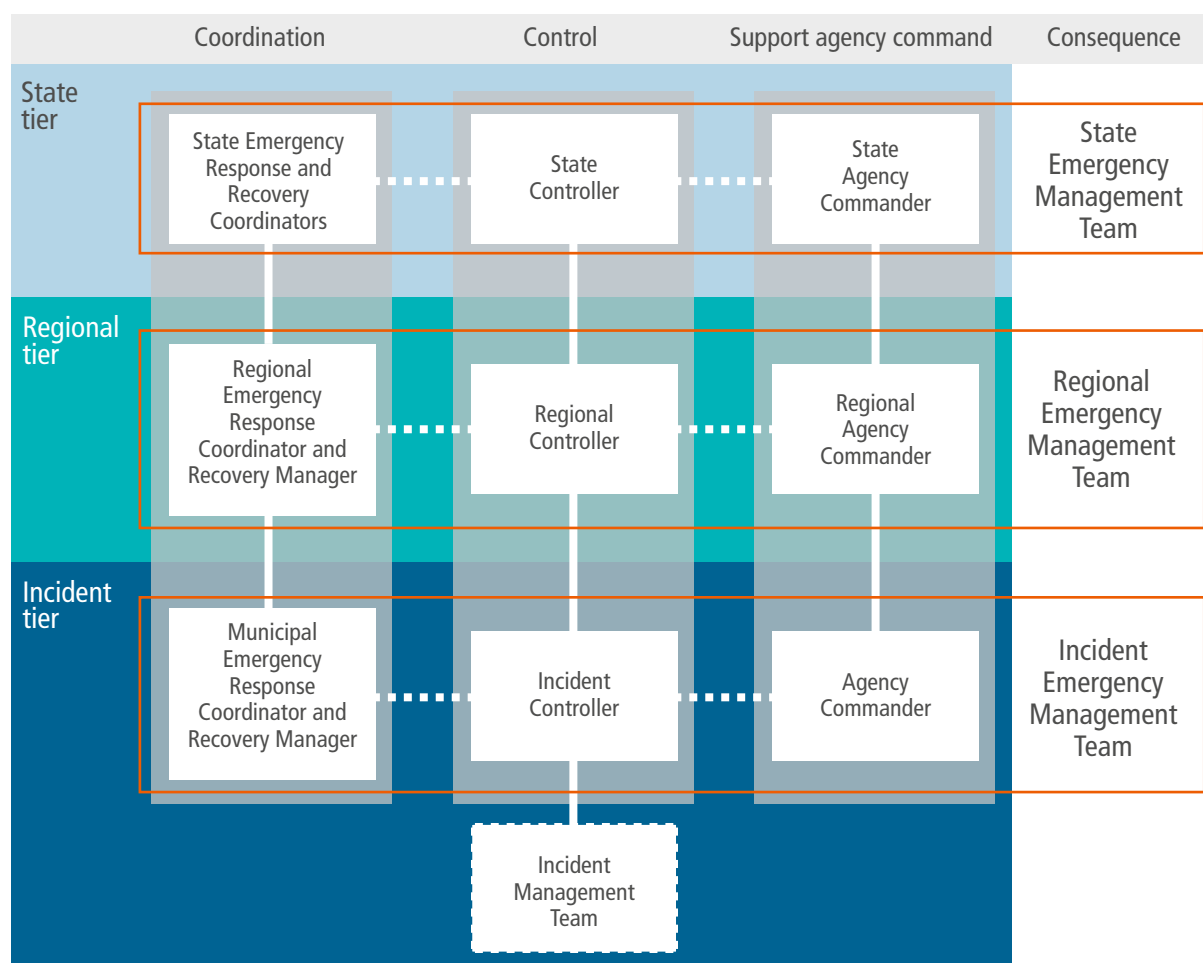 Coordination
Control
Support agency command
Consequence
State
tier
State Emergency
Response and
Recovery
Coordinators
State
Controller
State
Agency
Commander
State
Emergency
Management
Team
Regional
tier
Regional
Emergency
Response
Coordinator and
Recovery Manager
Regional
Controller
Regional
Agency
Commander
Regional
Emergency
Management
Team
Incident
tier
Municipal
Emergency
Response
Coordinator and
Recovery Manager
Incident
Controller
Agency
Commander
Incident
Emergency
Management
Team
Incident
Management
Team